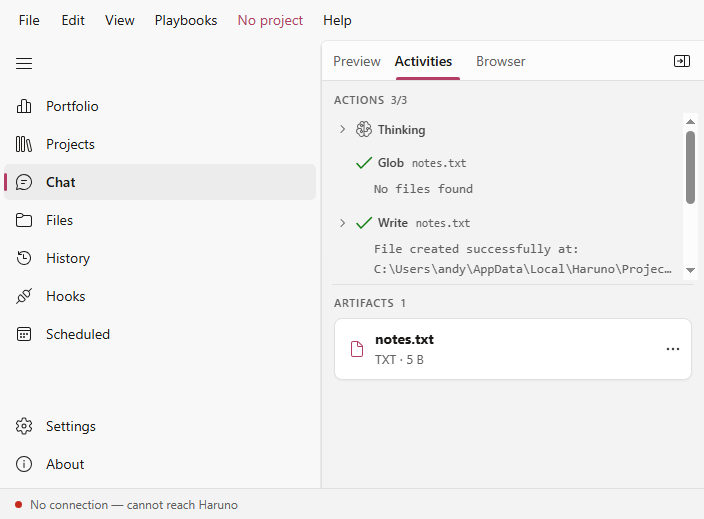 File Edit View Playbooks No project Help
Portfolio
Projects
Chat
Files
History
Hooks
Scheduled
Settings
About
Preview Activities Browser
ACTIONS 3/3
Thinking
Glob notes.txt
No files found
Write notes.txt
File created successfully at:
C:\Users\andy\AppData\Local\Haruno\Projec…
ARTIFACTS 1
notes.txt
TXT · 5 B
No connection — cannot reach Haruno